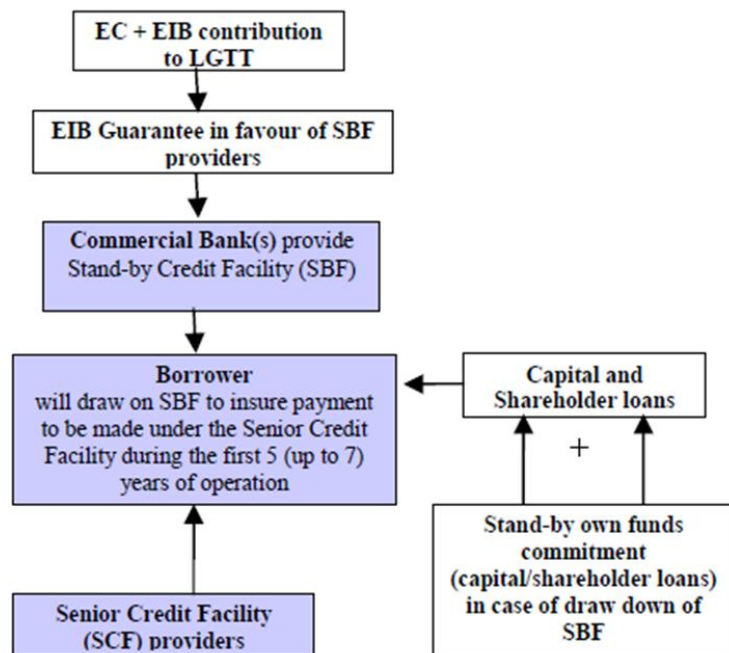 EC + EIB contribution
to LGTT
EIB Guarantee in favour of SBF
providers
Commercial Bank(s) provide
Stand-by Credit Facility (SBF)
Borrower
will draw on SBF to insure payment
to be made under the Senior Credit
Facility during the first 5 (up to 7)
years of operation
Capital and
Shareholder loans
+
Stand-by own funds
commitment
(capital/shareholder loans)
in case of draw down of
SBF
Senior Credit Facility
(SCF) providers